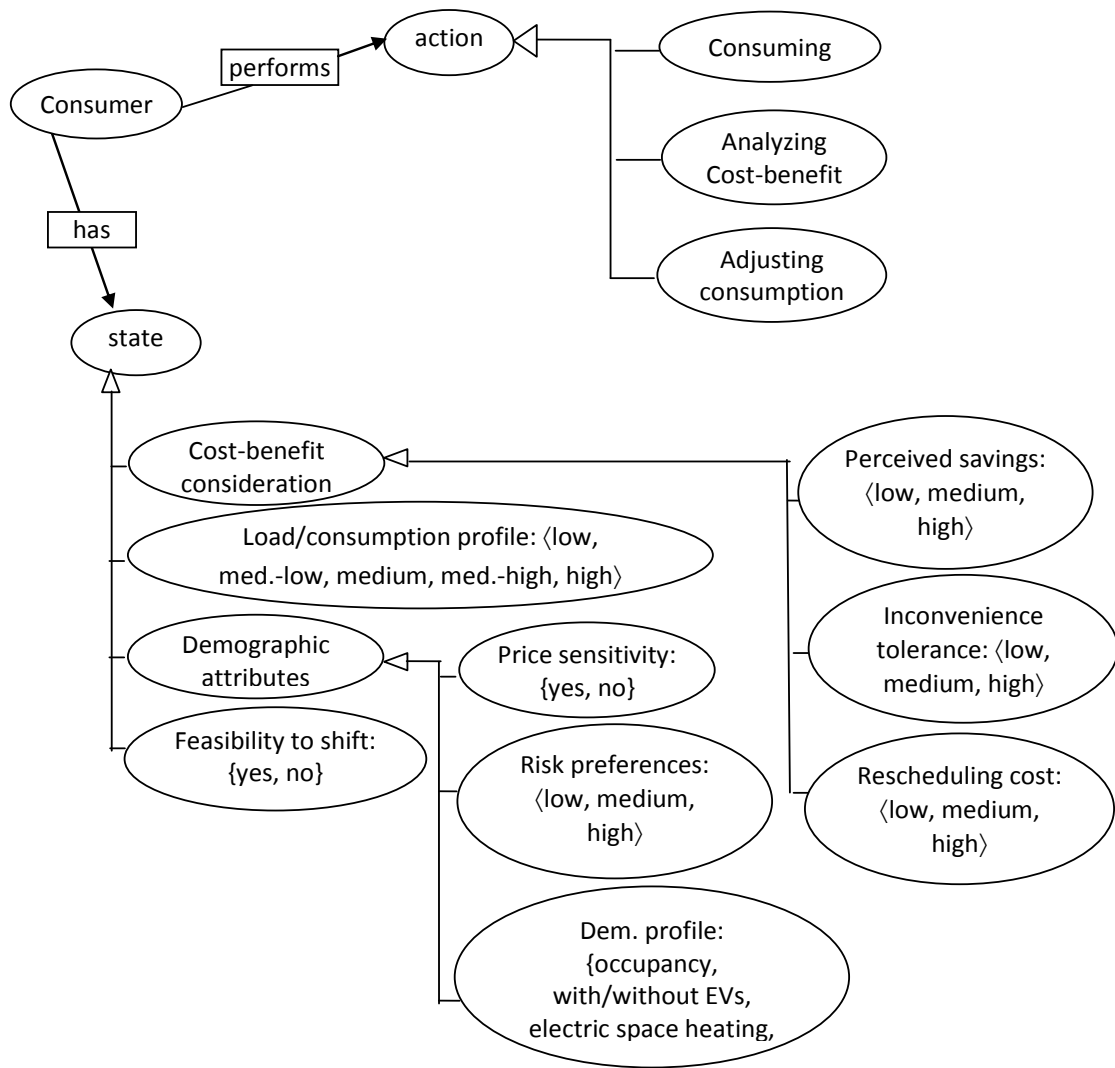 action
performs
Consumer
Consuming
Analyzing
Cost-benefit
has
Adjusting
consumption
state
Cost-benefit
consideration
Perceived savings:
⟨low, medium,
high⟩
Load/consumption profile: ⟨low,
med.-low, medium, med.-high, high⟩
Inconvenience
tolerance: ⟨low,
medium, high⟩
Demographic
attributes
Price sensitivity:
{yes, no}
Feasibility to shift:
{yes, no}
Risk preferences:
⟨low, medium,
high⟩
Rescheduling cost:
⟨low, medium,
high⟩
Dem. profile:
{occupancy,
with/without EVs,
electric space heating,